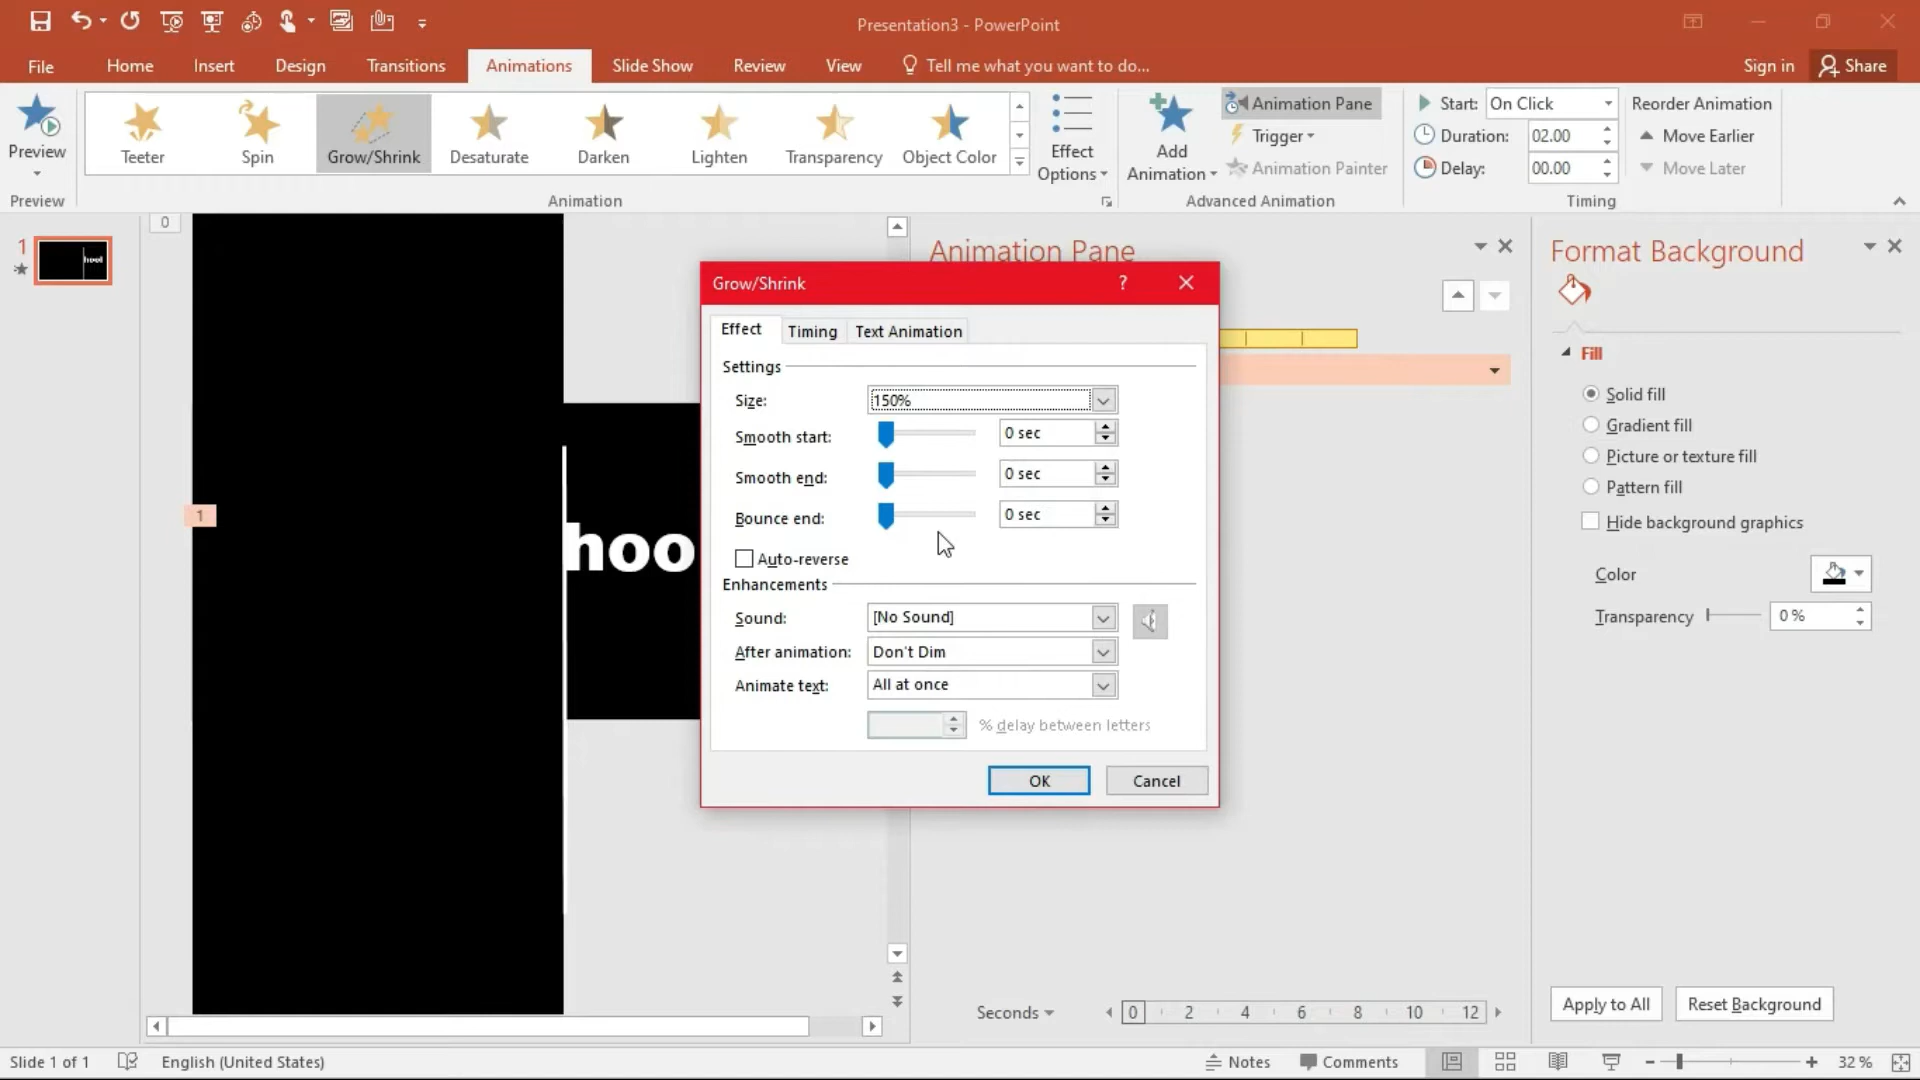 Presentation3 - PowerPoint
File Home Insert Design Transitions Animations Slide Show Review View Tell me what you want to do... Sign in Share
Preview
Teeter Spin Grow/Shrink Desaturate Darken Lighten Transparency Object Color
Effect Options
Add Animation
Animation Pane
Trigger
Animation Painter
Start: On Click
Duration: 02.00
Delay: 00.00
Reorder Animation
Move Earlier
Move Later
Preview Animation Advanced Animation Timing
1
hool
0
1
hoo
Animation Pane
Grow/Shrink ?
Effect Timing Text Animation
Settings
Size: 150%
Smooth start: 0 sec
Smooth end: 0 sec
Bounce end: 0 sec
Auto-reverse
Enhancements
Sound: [No Sound]
After animation: Don't Dim
Animate text: All at once
% delay between letters
OK Cancel
Seconds 0 2 4 6 8 10 12
Format Background
Fill
Solid fill
Gradient fill
Picture or texture fill
Pattern fill
Hide background graphics
Color
Transparency 0 %
Apply to All Reset Background
Slide 1 of 1 English (United States) Notes Comments 32 %